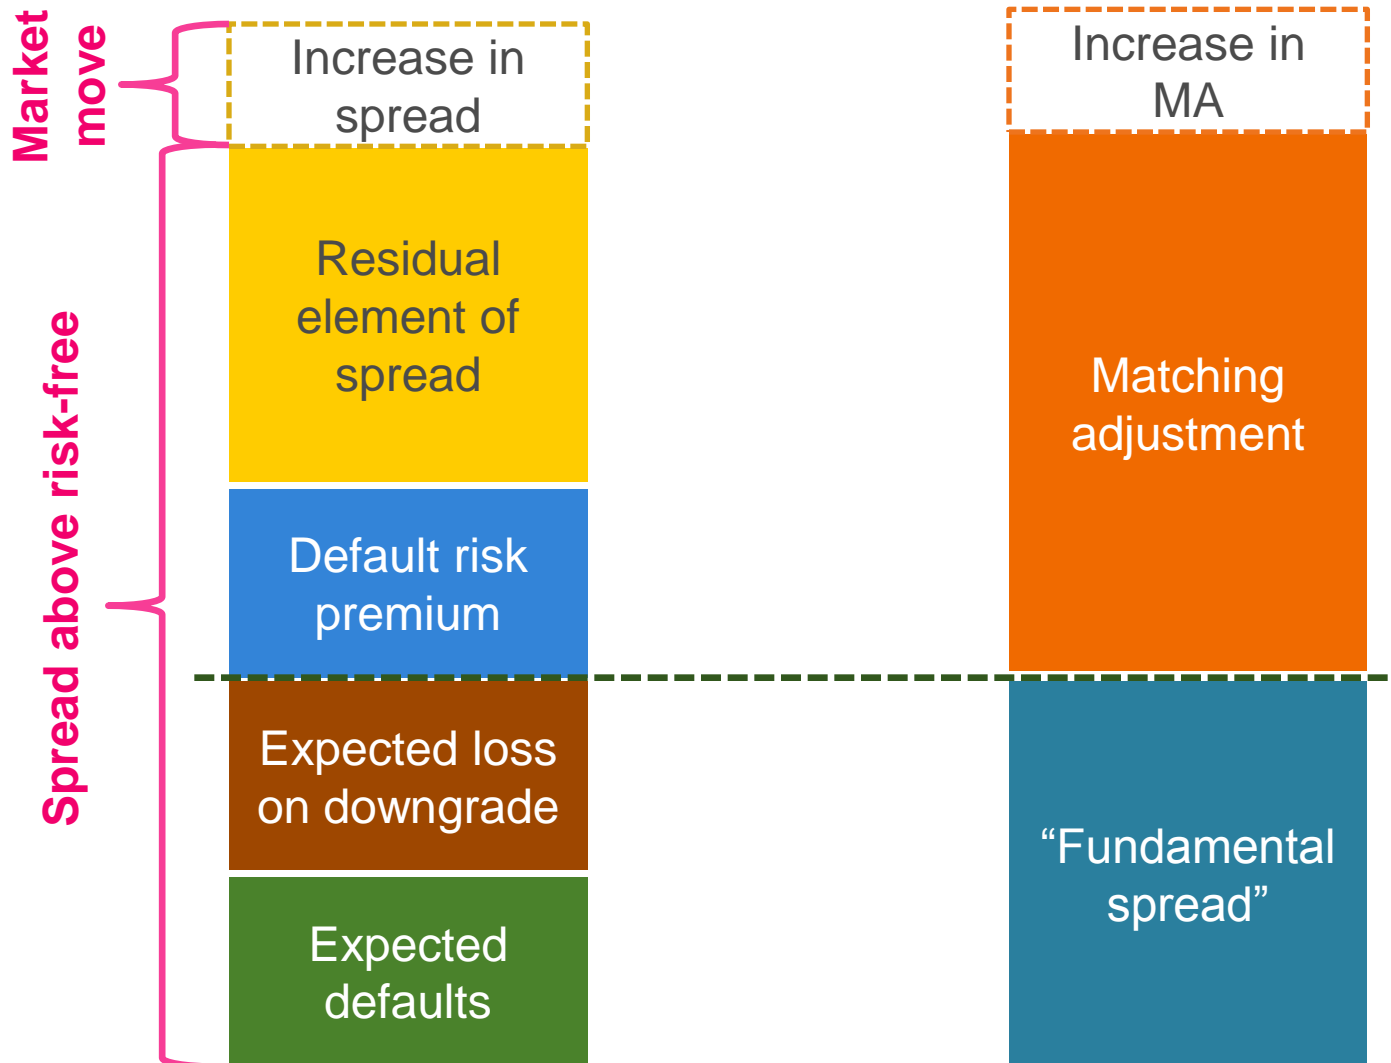 Market
move
Increase in
spread
Increase in
MA
Spread above risk-free
Residual
element of
spread
Matching
adjustment
Default risk
premium
Expected loss
on downgrade
“Fundamental
spread”
Expected
defaults